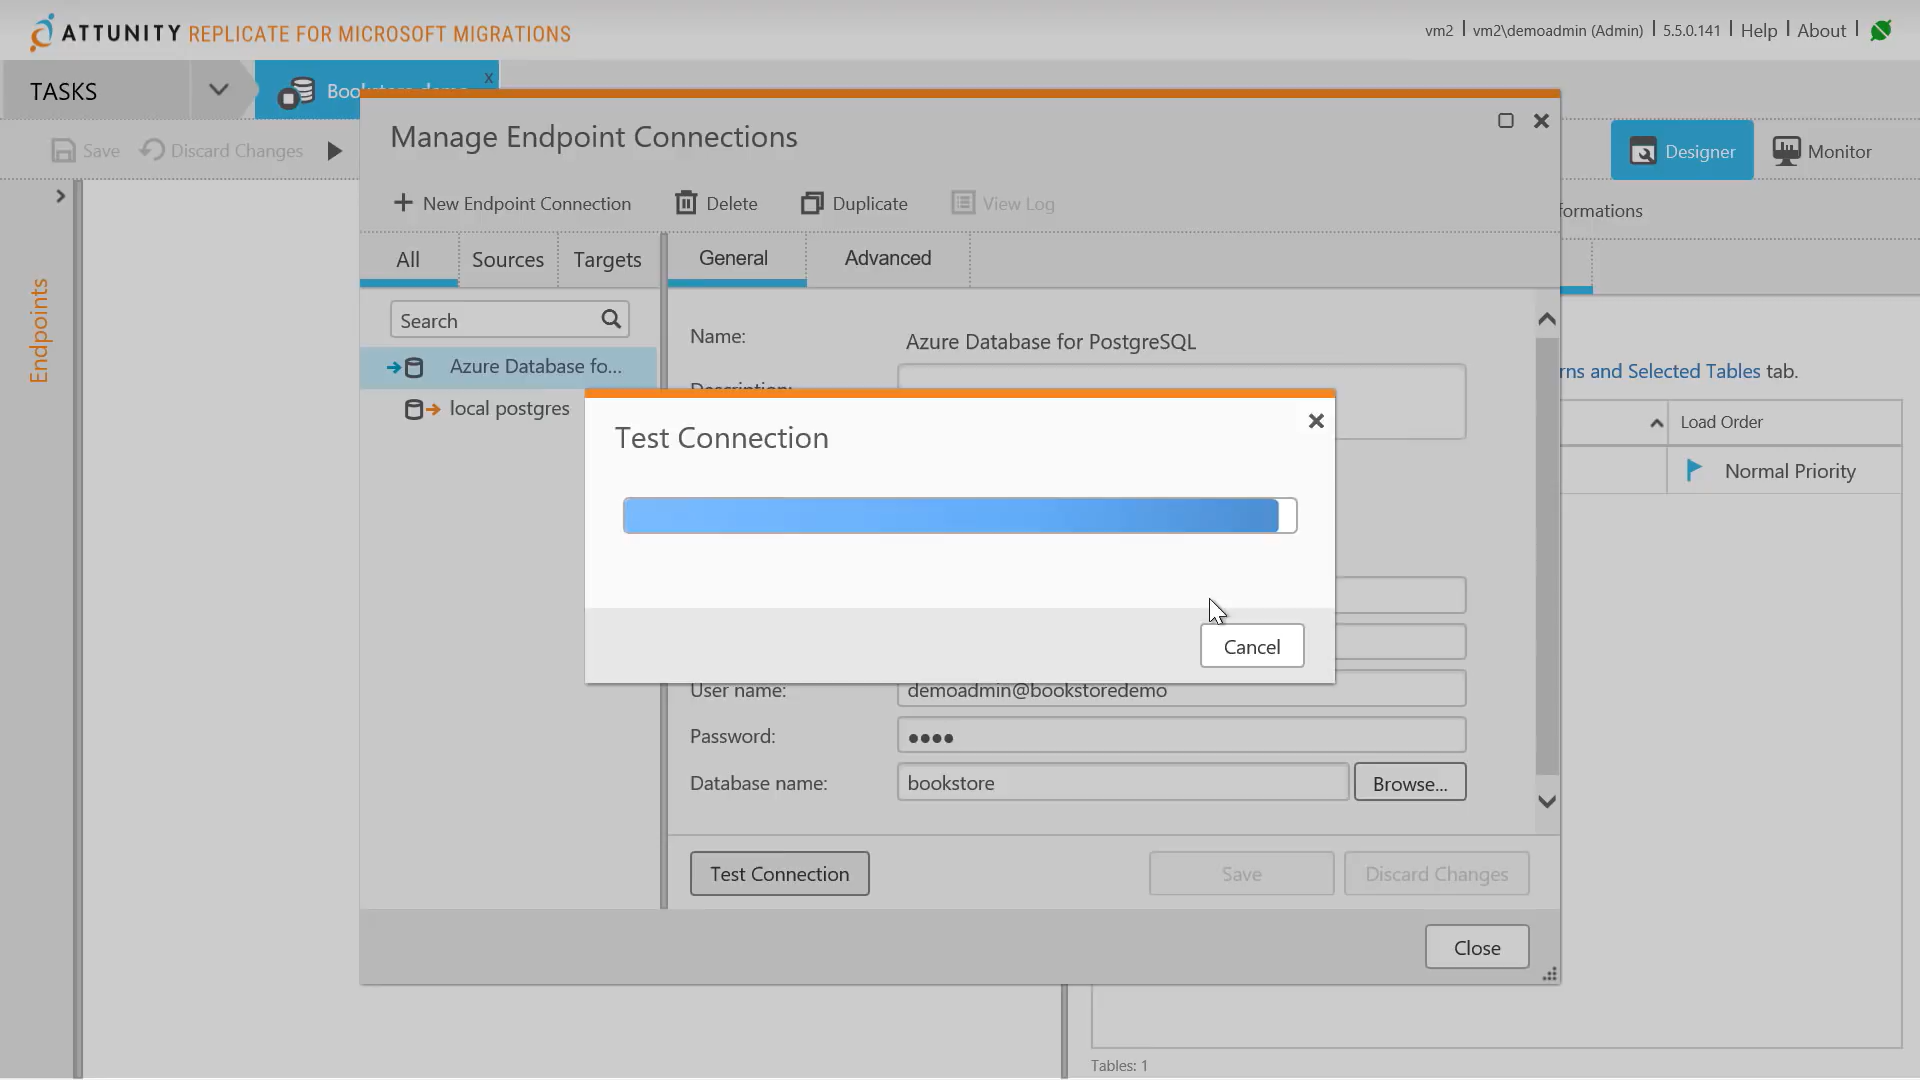 ATTUNITY REPLICATE FOR MICROSOFT MIGRATIONS
vm2 vm2\demoadmin (Admin) 5.5.0.141 Help About
TASKS
x
Manage Endpoint Connections
Save
Discard Changes
Designer
Monitor
New Endpoint Connection
Delete
Duplicate
View Log
formations
All
Sources
Targets
General
Advanced
Endpoints
Search
Name:
Azure Database for PostgreSQL
Azure Database fo...
Description:
rns and Selected Tables tab.
local postgres
Load Order
Test Connection
Normal Priority
Cancel
User name:
demoadmin@bookstoredemo
Password:
Database name:
bookstore
Browse...
Test Connection
Save
Discard Changes
Close
Tables: 1